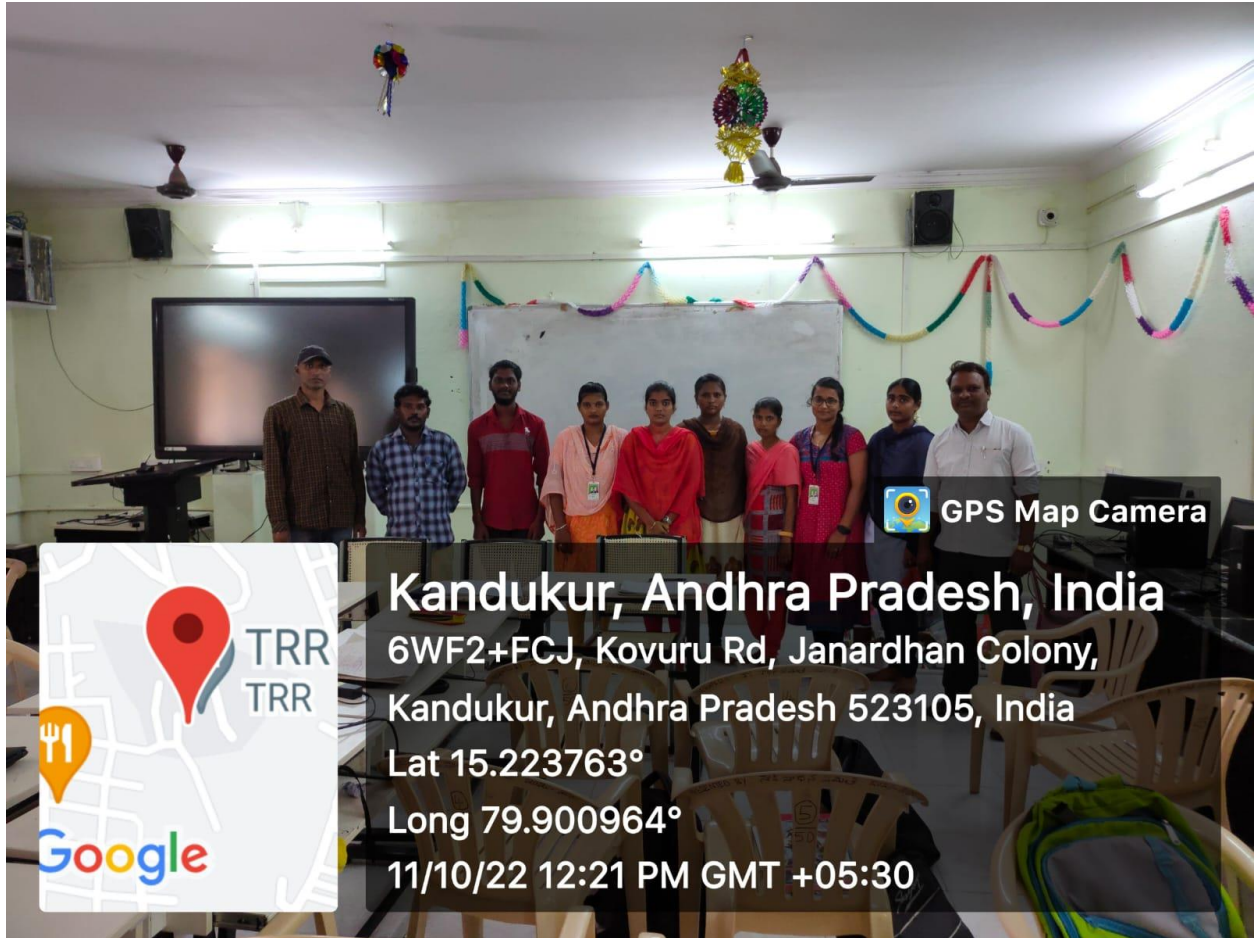 GPS Map Camera
Kandukur, Andhra Pradesh, India
6WF2+FCJ, Kovuru Rd, Janardhan Colony,
Kandukur, Andhra Pradesh 523105, India
Lat 15.223763°
Long 79.900964°
11/10/22 12:21 PM GMT +05:30
TRR
TRR
Google